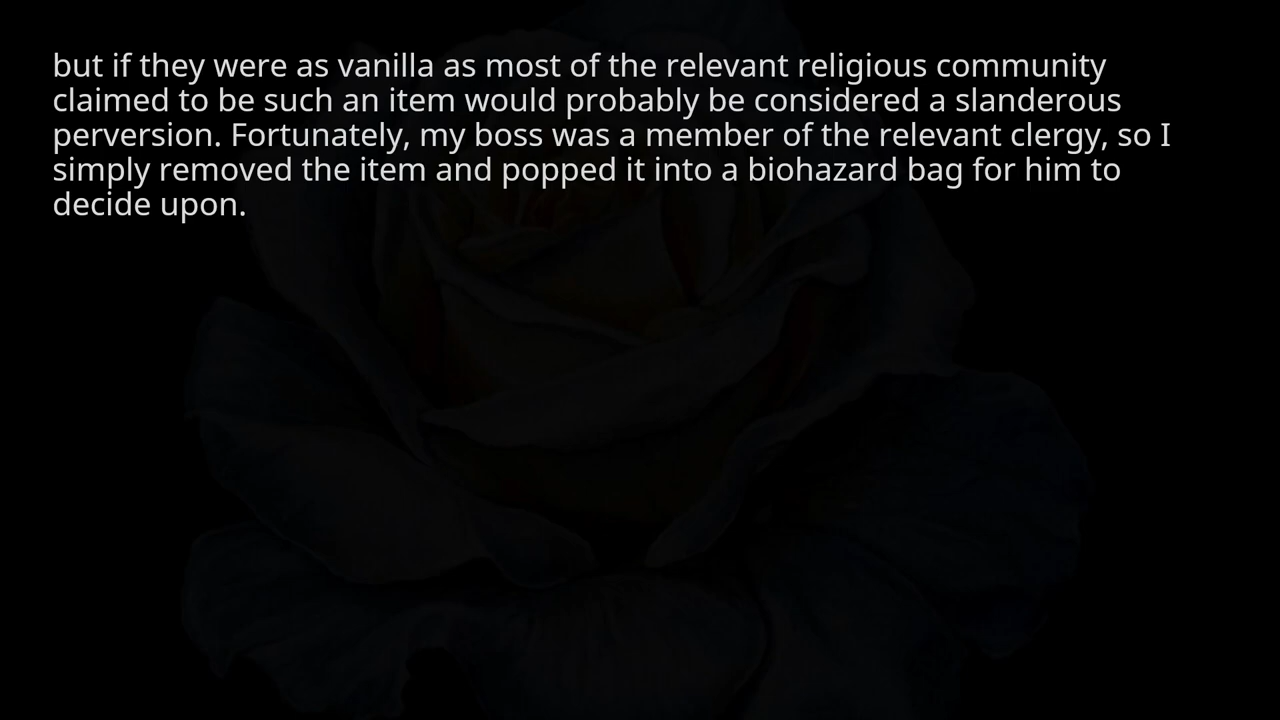 but if they were as vanilla as most of the relevant religious community
claimed to be such an item would probably be considered a slanderous
perversion. Fortunately, my boss was a member of the relevant clergy, so I
simply removed the item and popped it into a biohazard bag for him to
decide upon.